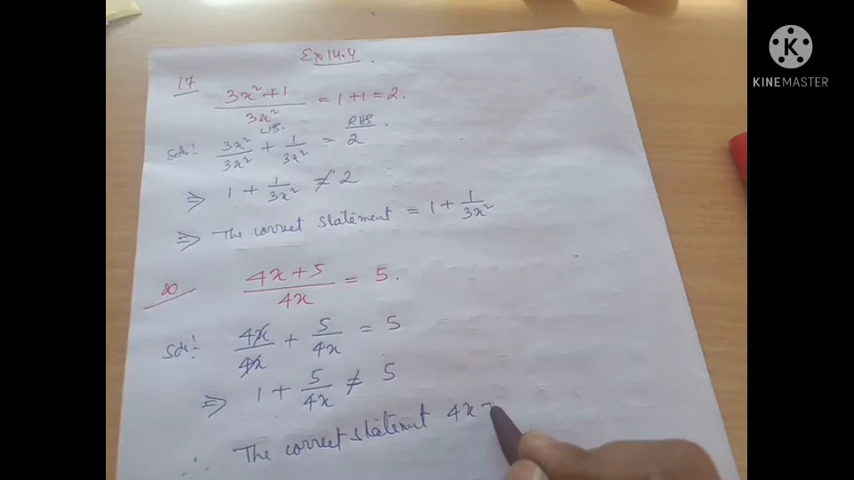 Ex 14.4.
17
3x²+1/3x² = 1+1 = 2.
LHS. RHS
Sol: 3x²/3x² + 1/3x² = 2.
⇒ 1 + 1/3x² ≠ 2
⇒ The correct statement = 1 + 1/3x²
20
4x+5/4x = 5.
Sol: 4x/4x + 5/4x = 5
⇒ 1 + 5/4x ≠ 5
∴ The correct statemet 4x
K
KINEMASTER